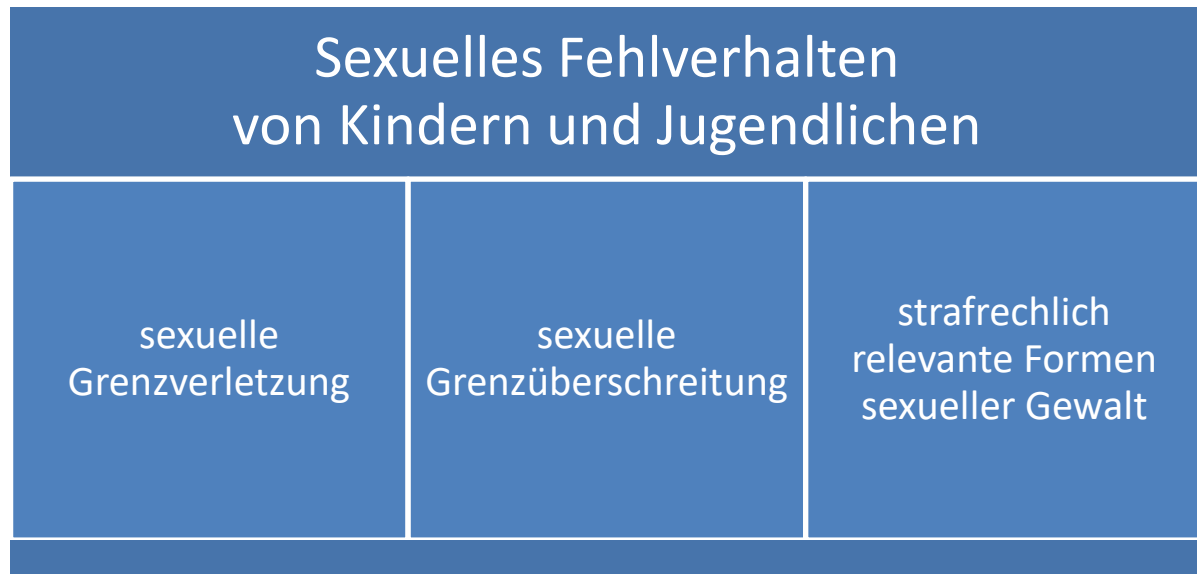 Sexuelles Fehlverhalten
von Kindern und Jugendlichen
sexuelle
Grenzverletzung
sexuelle
Grenzüberschreitung
strafrechlich
relevante Formen
sexueller Gewalt